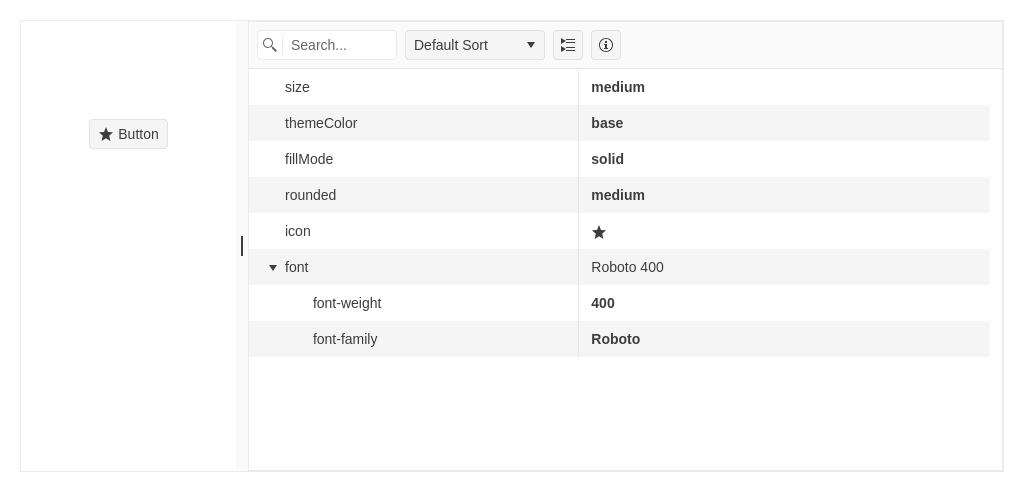 Search...
Default Sort
size medium
themeColor base
Button
fillMode solid
rounded medium
icon
font Roboto 400
font-weight 400
font-family Roboto